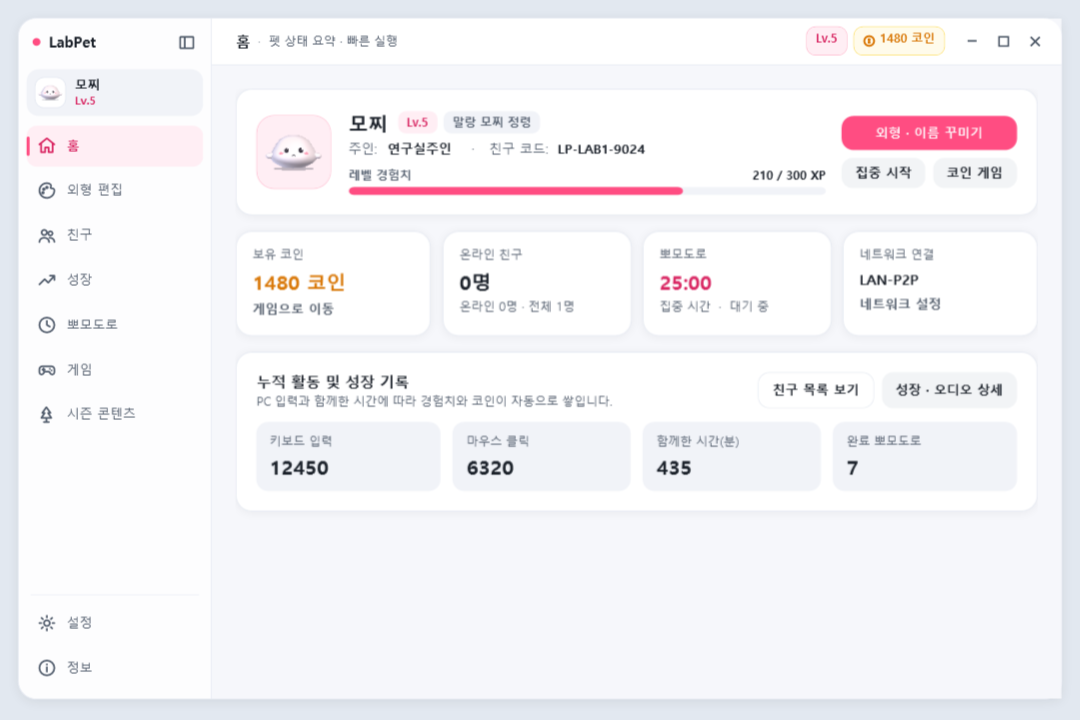 LabPet
모찌
Lv.5
홈
외형 편집
친구
성장
뽀모도로
게임
시즌 콘텐츠
설정
정보
홈 · 펫 상태 요약 · 빠른 실행
Lv.5
1480 코인
모찌 Lv.5 말랑 모찌 정령
주인: 연구실주인 · 친구 코드: LP-LAB1-9024
레벨 경험치 210 / 300 XP
외형 · 이름 꾸미기
집중 시작 코인 게임
보유 코인
1480 코인
게임으로 이동
온라인 친구
0명
온라인 0명 · 전체 1명
뽀모도로
25:00
집중 시간 · 대기 중
네트워크 연결
LAN-P2P
네트워크 설정
누적 활동 및 성장 기록
PC 입력과 함께한 시간에 따라 경험치와 코인이 자동으로 쌓입니다.
친구 목록 보기 성장 · 오디오 상세
키보드 입력
12450
마우스 클릭
6320
함께한 시간(분)
435
완료 뽀모도로
7